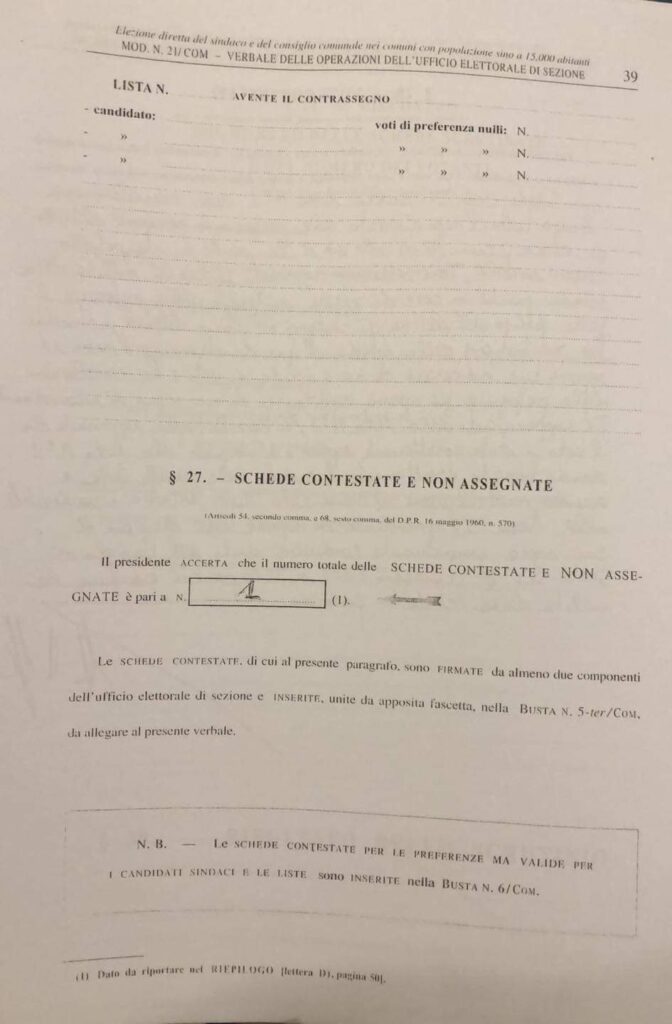 Elezione diretta del sindaco e del consiglio comunale nei comuni con popolazione sino a 15.000 abitanti
MOD. N. 21/COM – VERBALE DELLE OPERAZIONI DELL'UFFICIO ELETTORALE DI SEZIONE 39
LISTA N. AVENTE IL CONTRASSEGNO
- candidato: voti di preferenza nulli: N.
- » » » » N.
- » » » » N.
§ 27. – SCHEDE CONTESTATE E NON ASSEGNATE
(Articoli 54, secondo comma, e 68, sesto comma, del D.P.R. 16 maggio 1960, n. 570)
Il presidente ACCERTA che il numero totale delle SCHEDE CONTESTATE E NON ASSE-
GNATE è pari a N. 1 (1).
Le SCHEDE CONTESTATE, di cui al presente paragrafo, sono FIRMATE da almeno due componenti
dell'ufficio elettorale di sezione e INSERITE, unite da apposita fascetta, nella BUSTA N. 5-ter/COM,
da allegare al presente verbale.
N. B. — Le SCHEDE CONTESTATE PER LE PREFERENZE MA VALIDE PER
I CANDIDATI SINDACI E LE LISTE sono INSERITE nella BUSTA N. 6/COM.
(1) Dato da riportare nel RIEPILOGO [lettera D), pagina 50].